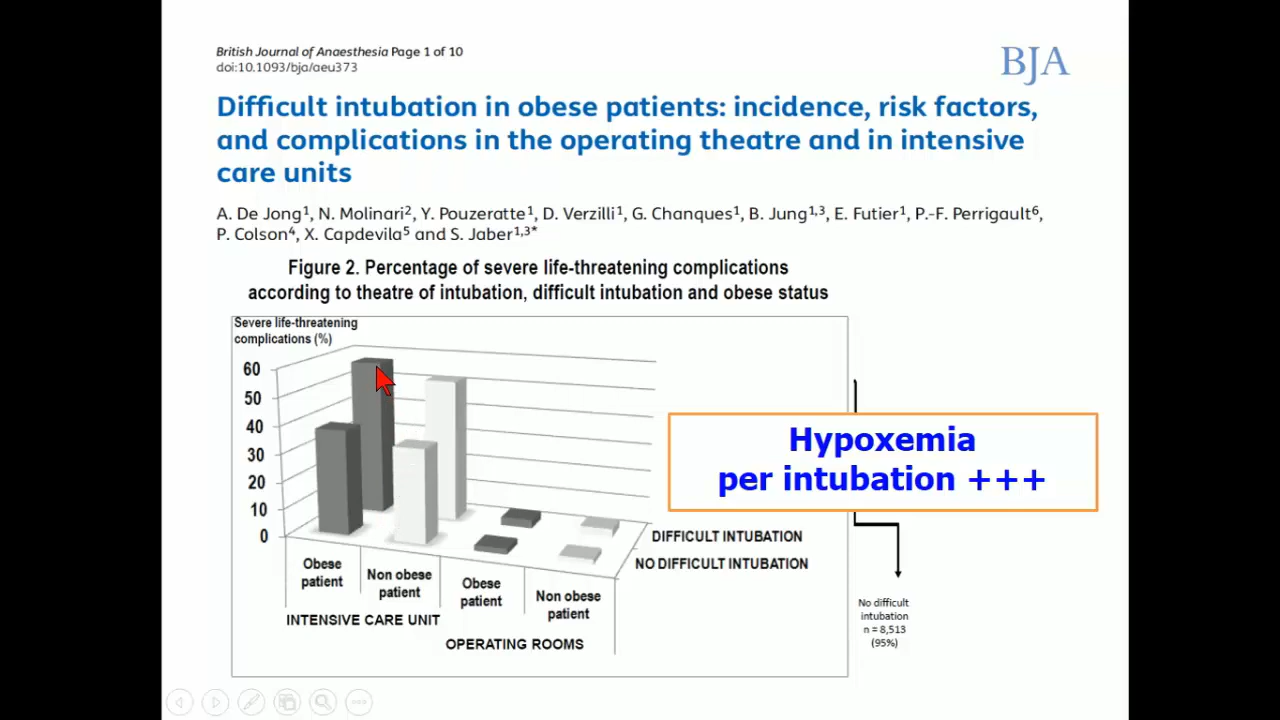 British Journal of Anaesthesia Page 1 of 10
doi:10.1093/bja/aeu373
BJA
Difficult intubation in obese patients: incidence, risk factors,
and complications in the operating theatre and in intensive
care units
A. De Jong¹, N. Molinari², Y. Pouzeratte¹, D. Verzilli¹, G. Chanques¹, B. Jung¹,³, E. Futier¹, P.-F. Perrigault⁶,
P. Colson⁴, X. Capdevila⁵ and S. Jaber¹,³*
Figure 2. Percentage of severe life-threatening complications
according to theatre of intubation, difficult intubation and obese status
Severe life-threatening
complications (%)
60
50
40
30
20
10
0
Hypoxemia
per intubation +++
DIFFICULT INTUBATION
NO DIFFICULT INTUBATION
Obese
patient
Non obese
patient
Obese
patient
Non obese
patient
INTENSIVE CARE UNIT
OPERATING ROOMS
No difficult
intubation
n = 8,513
(95%)